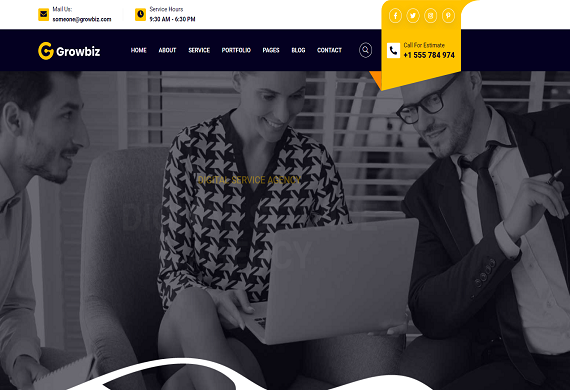 Mail Us:
someone@growbiz.com
Service Hours
9:30 AM - 6:30 PM
Growbiz
HOME ABOUT SERVICE PORTFOLIO PAGES BLOG CONTACT
Call For Estimate
+1 555 784 974
DIGITAL SERVICE AGENCY